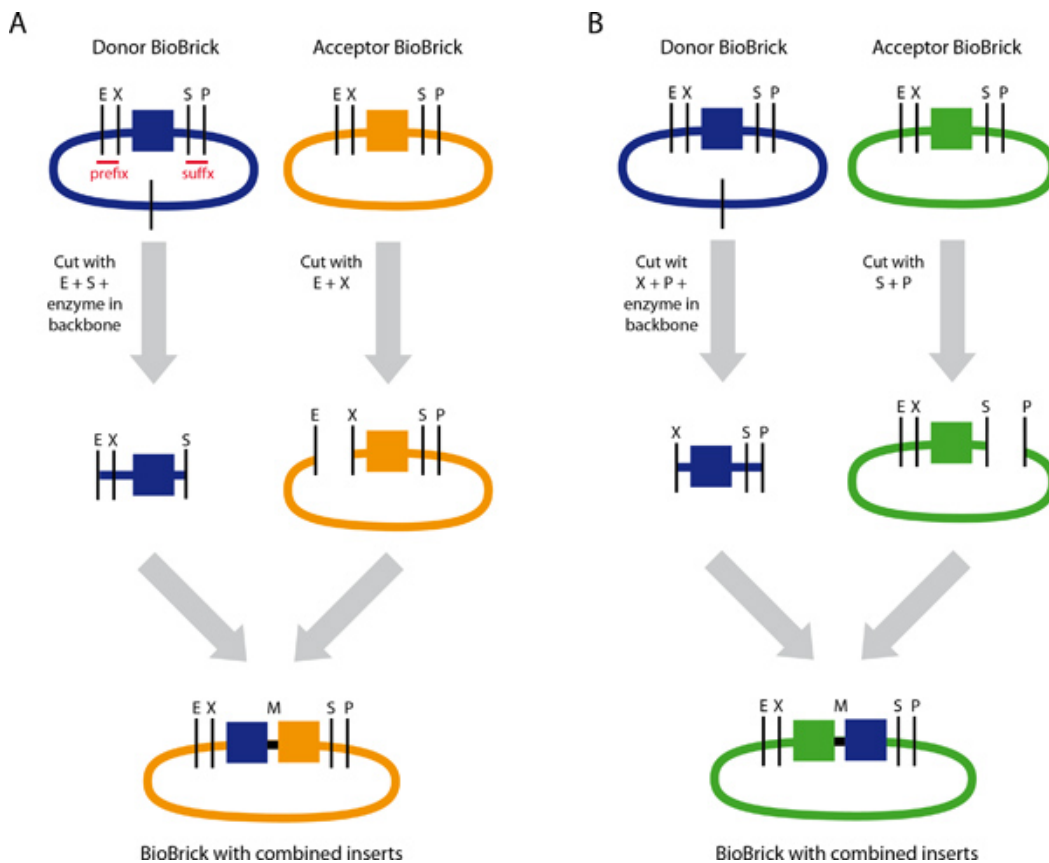 A
Donor BioBrick
Acceptor BioBrick
E X
S P
E X
S P
prefix
suffx
Cut with
E + S +
enzyme in
backbone
Cut with
E + X
E X
S
E
X
S P
E X
M
S P
BioBrick with combined inserts
B
Donor BioBrick
Acceptor BioBrick
E X
S P
E X
S P
Cut wit
X + P +
enzyme in
backbone
Cut with
S + P
X
S P
E X
S
P
E X
M
S P
BioBrick with combined inserts